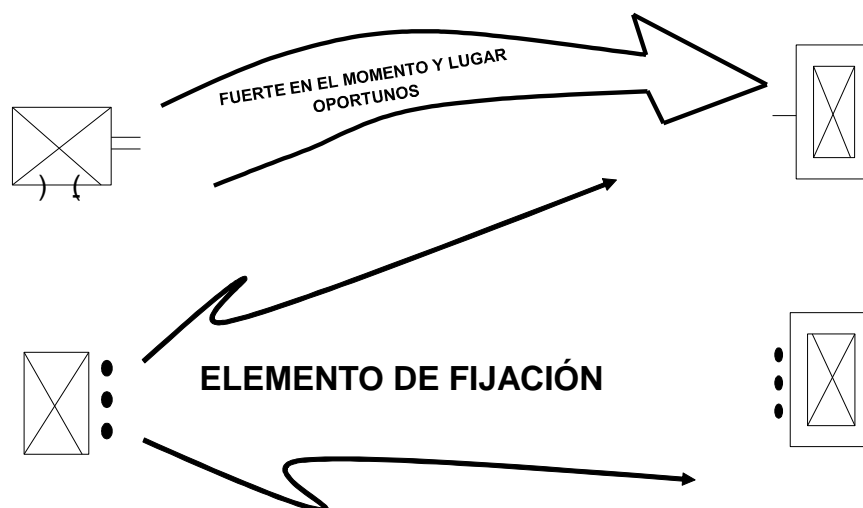 FUERTE EN EL MOMENTO Y LUGAR
OPORTUNOS
ELEMENTO DE FIJACIÓN